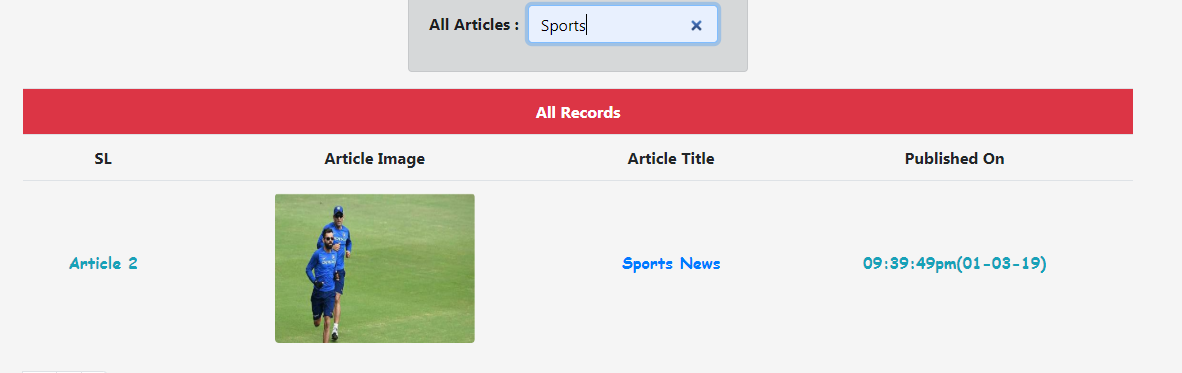 All Articles : Sports
All Records
SL Article Image Article Title Published On
Article 2 Sports News 09:39:49pm(01-03-19)